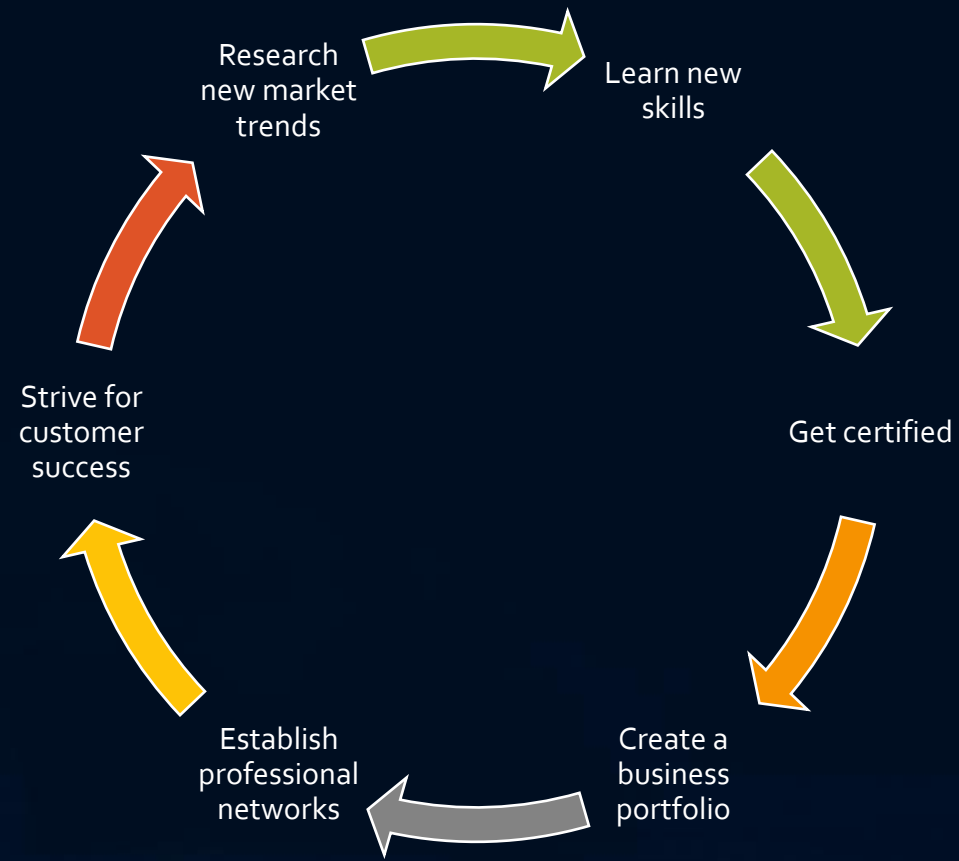 Research
new market
trends
Learn new
skills
Get certified
Create a
business
portfolio
Establish
professional
networks
Strive for
customer
success